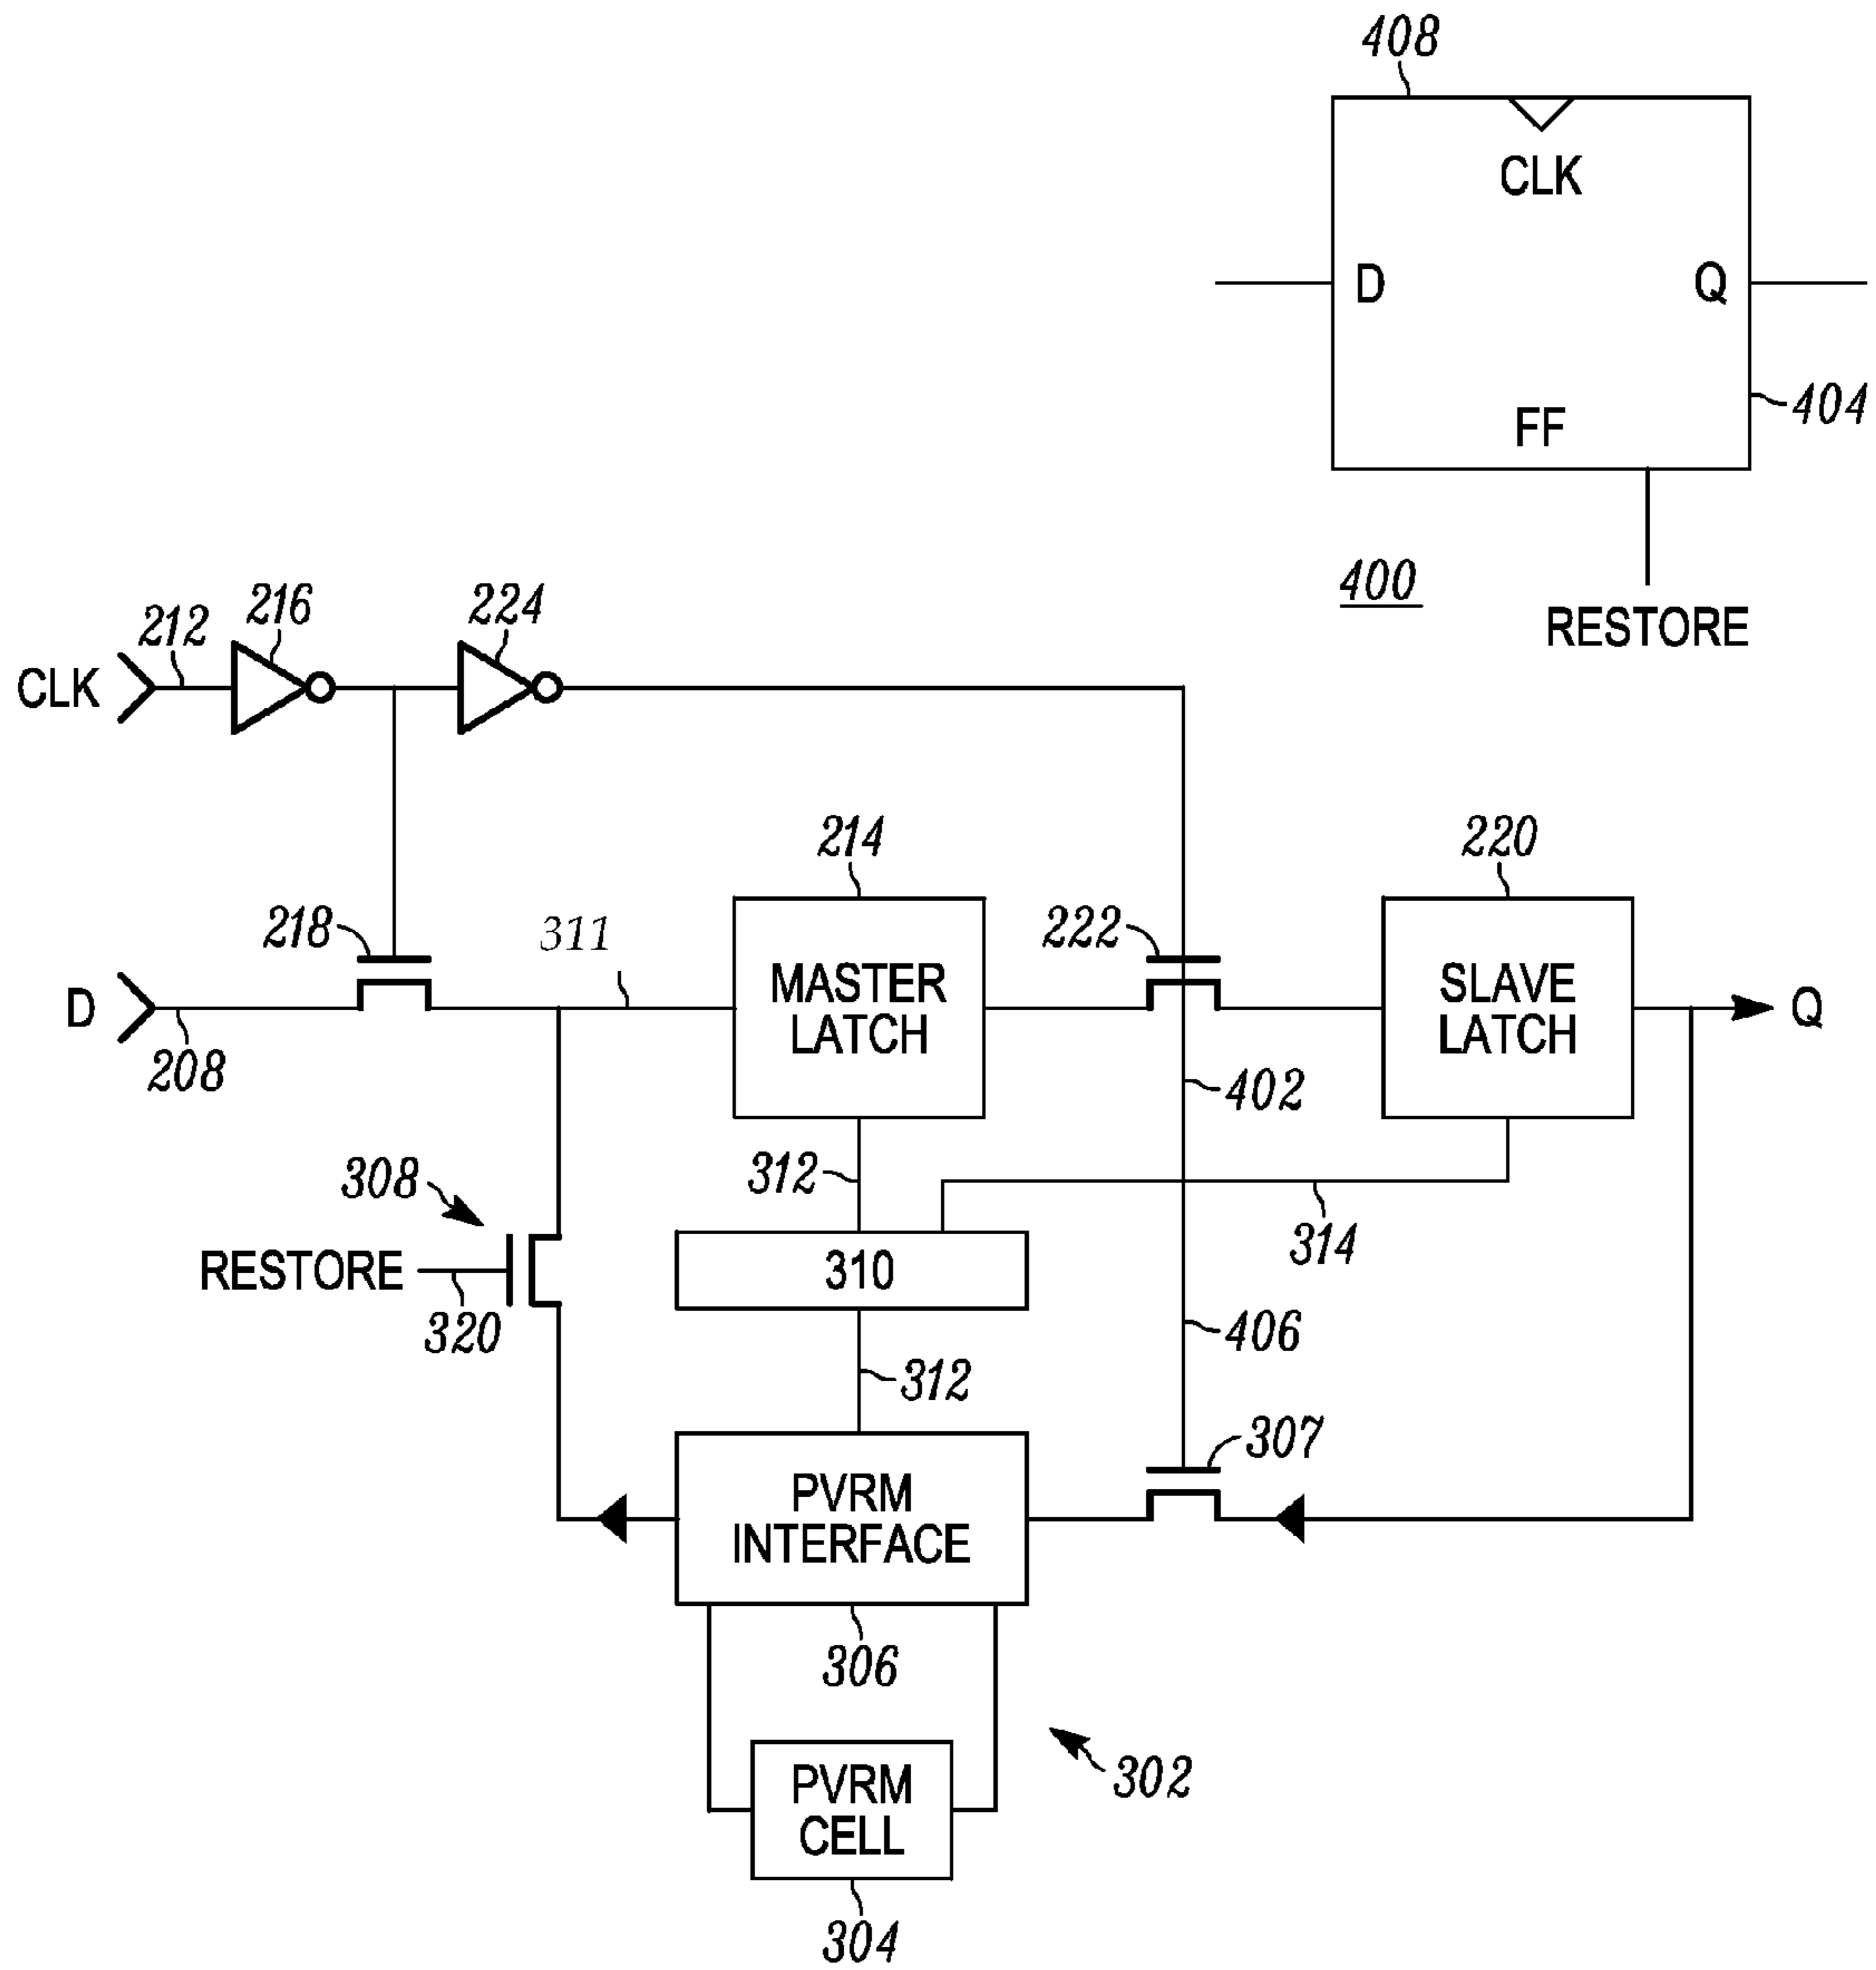 408
CLK
D
Q
404
FF
400
RESTORE
212
216
224
CLK
214
220
218
311
222
MASTER
LATCH
SLAVE
LATCH
D
Q
208
402
308
312
314
RESTORE
310
320
406
312
307
PVRM
INTERFACE
306
302
PVRM
CELL
304